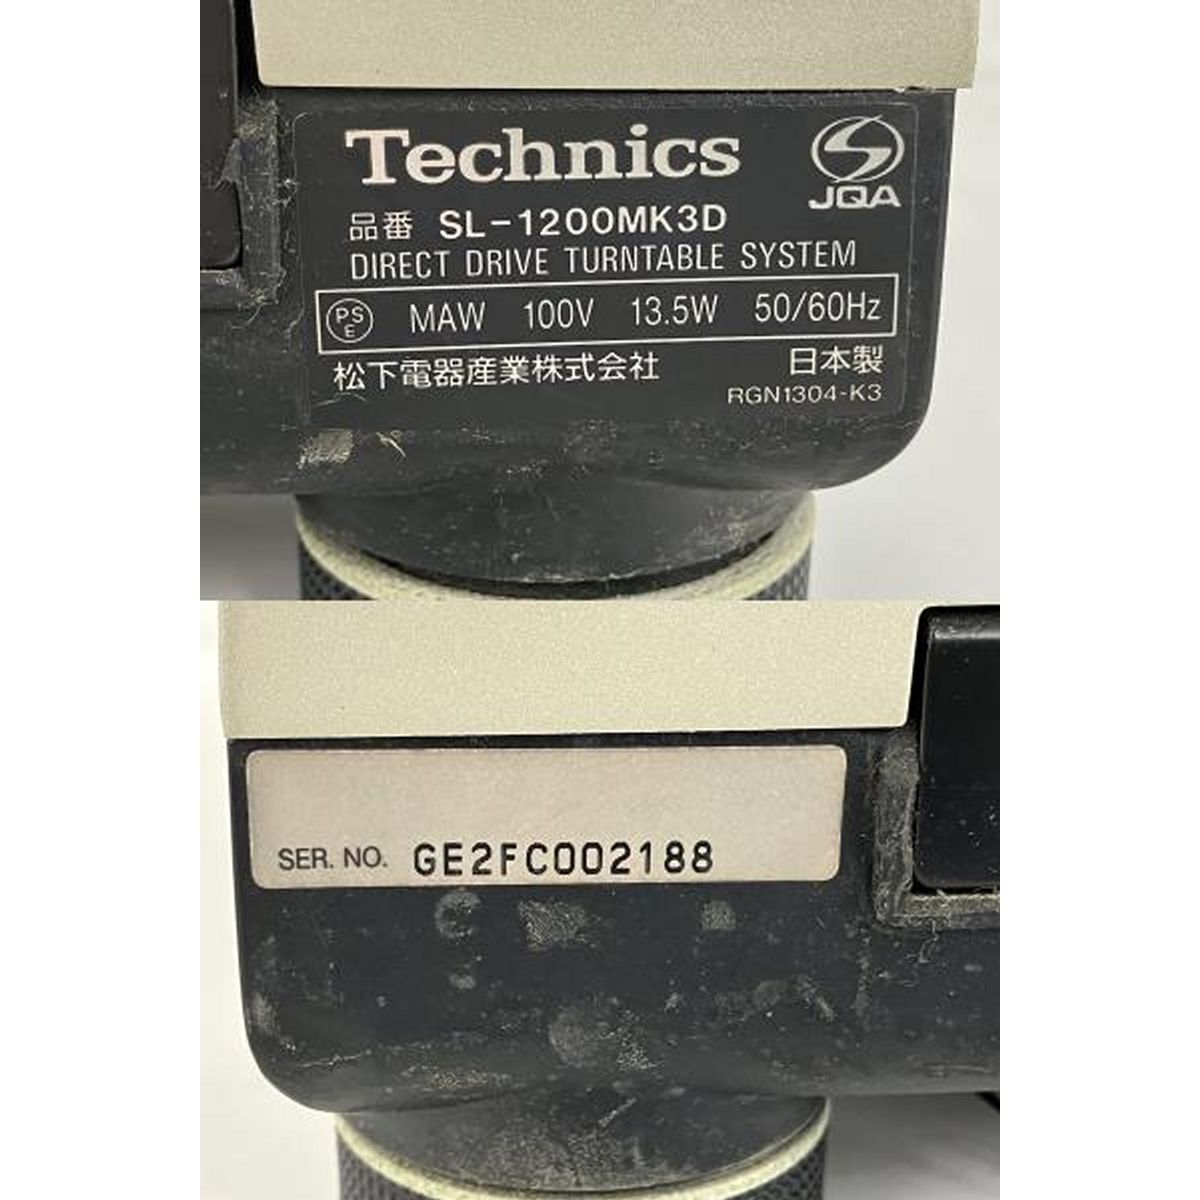 Technics
JQA
品番 SL-1200MK3D
DIRECT DRIVE TURNTABLE SYSTEM
PSE MAW 100V 13.5W 50/60Hz
松下電器産業株式会社 日本製
RGN1304-K3
SER. NO. GE2FC002188